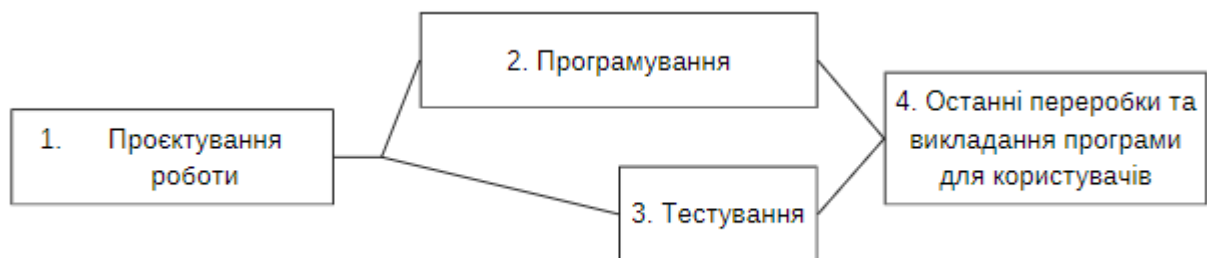 1. Проєктування
роботи
2. Програмування
3. Тестування
4. Останні переробки та
викладання програми
для користувачів